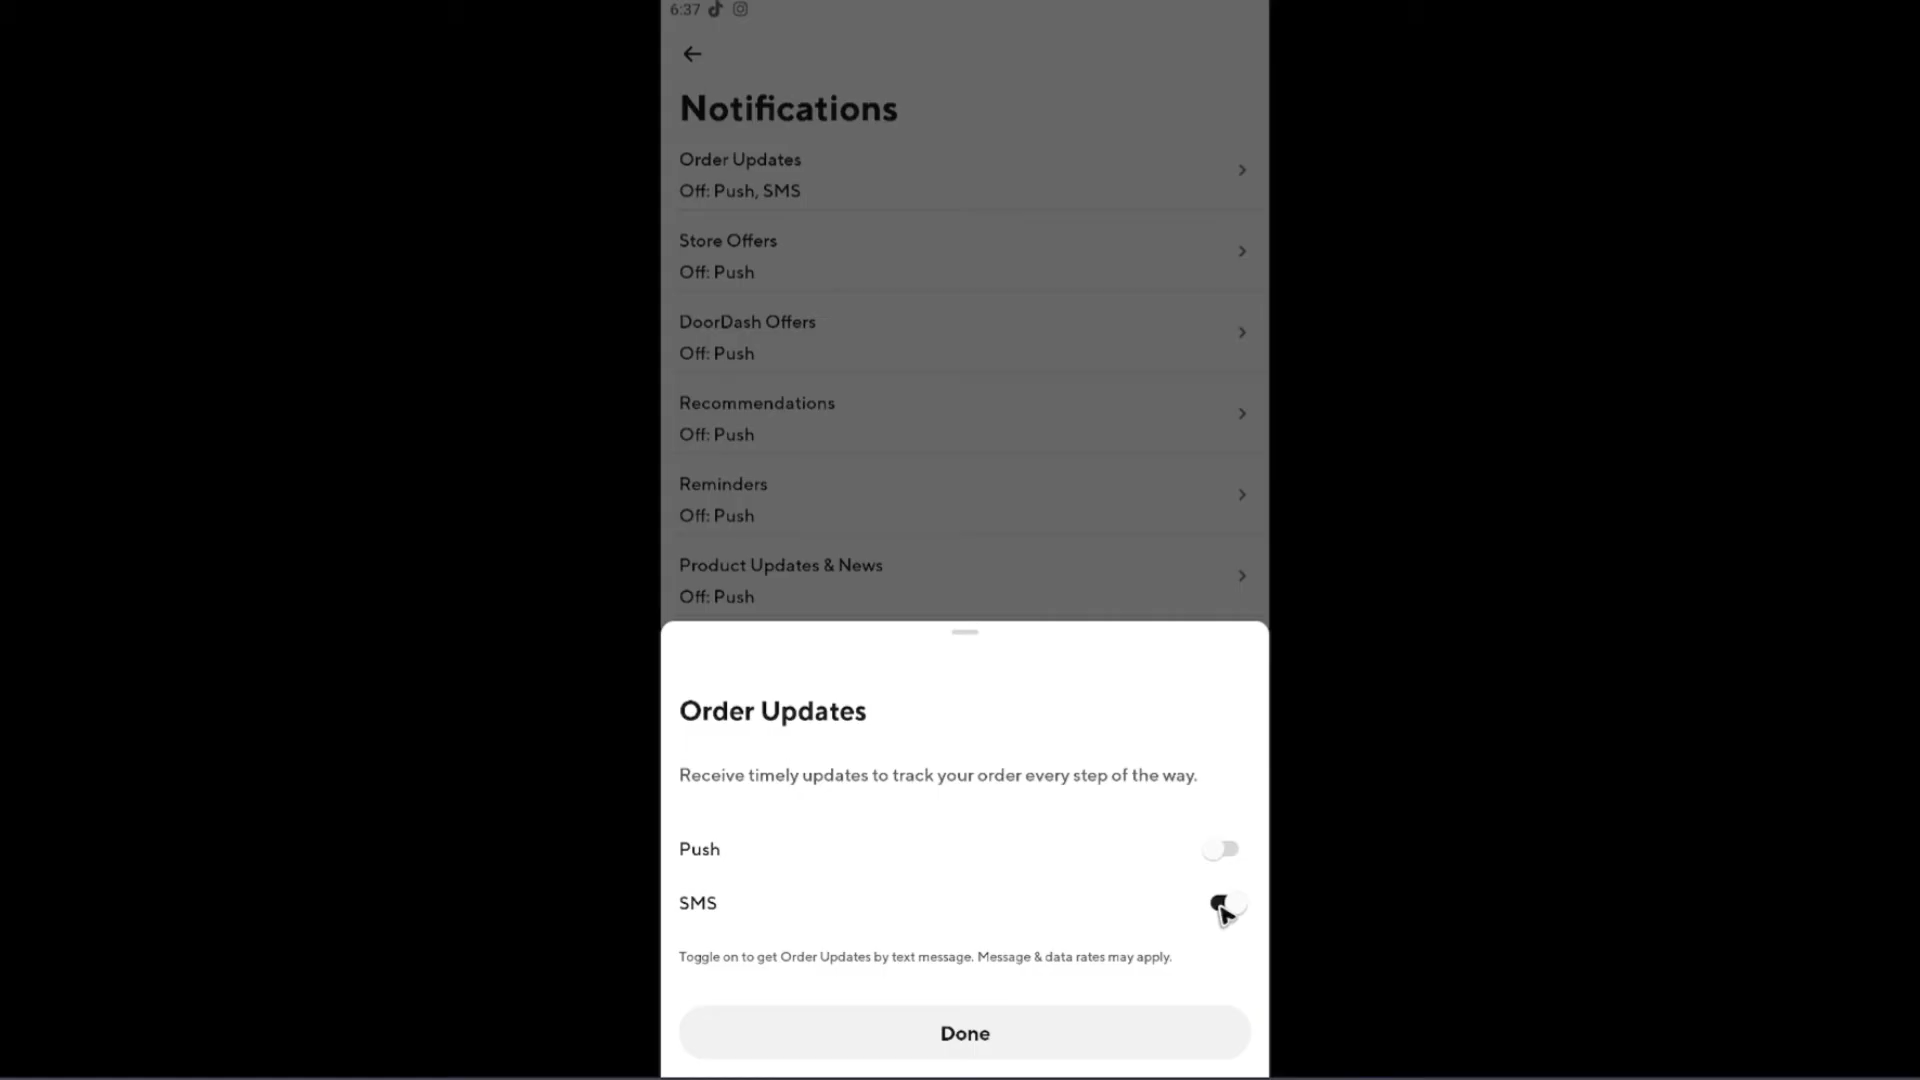 6:37
Notifications
Order Updates
Off: Push, SMS
Store Offers
Off: Push
DoorDash Offers
Off: Push
Recommendations
Off: Push
Reminders
Off: Push
Product Updates & News
Off: Push
Order Updates
Receive timely updates to track your order every step of the way.
Push
SMS
Toggle on to get Order Updates by text message. Message & data rates may apply.
Done